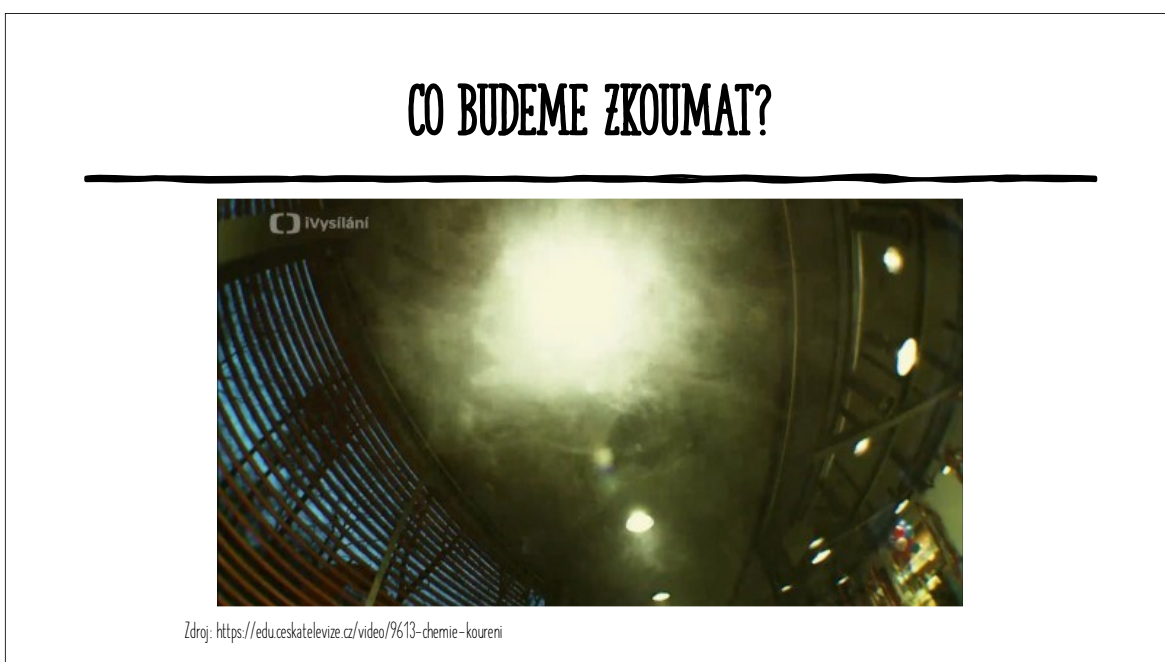 CO BUDEME ZKOUMAT?
iVysílání
Zdroj: https://edu.ceskatelevize.cz/video/9613-chemie-koureni